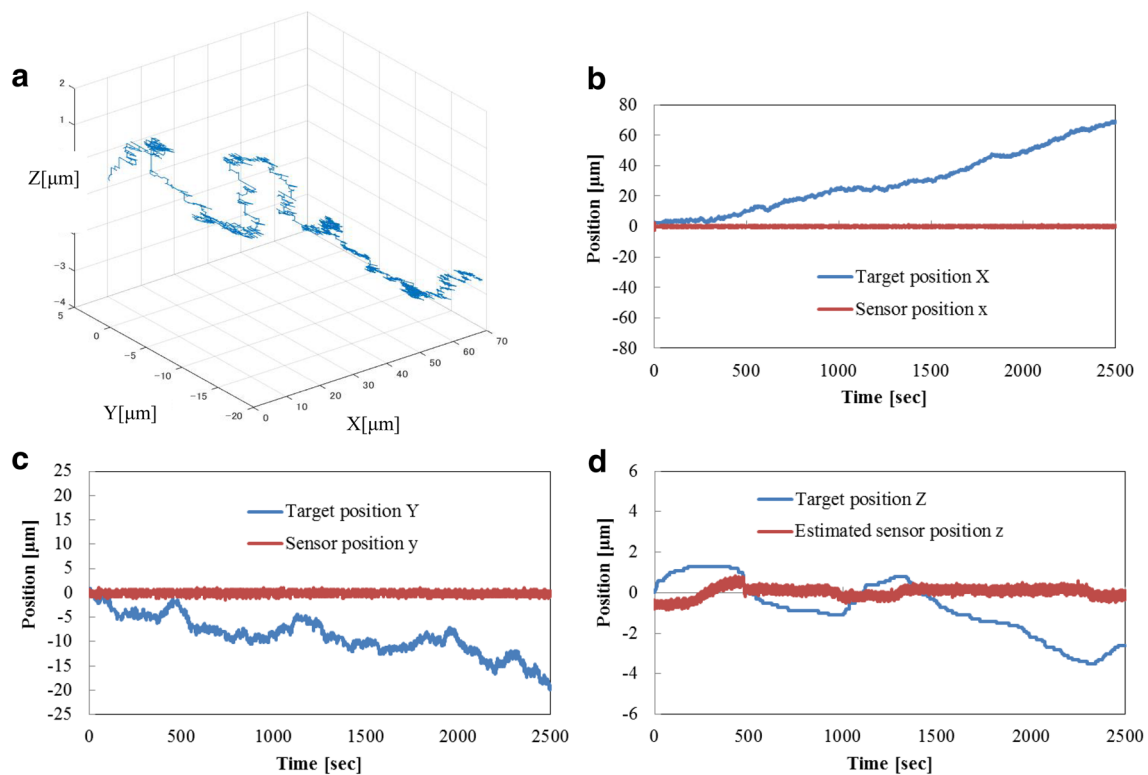 a
2
1
Z[μm]
-3
-4
5
0
-5
-10
-15
-20
Y[μm]
0
10
20
30
40
50
60
70
X[μm]
b
80
60
40
20
0
-20
-40
-60
-80
Position [μm]
Target position X
Sensor position x
0 500 1000 1500 2000 2500
Time [sec]
c
25
20
15
10
5
0
-5
-10
-15
-20
-25
Position [μm]
Target position Y
Sensor position y
0 500 1000 1500 2000 2500
Time [sec]
d
6
4
2
0
-2
-4
-6
Position [μm]
Target position Z
Estimated sensor position z
0 500 1000 1500 2000 2500
Time [sec]